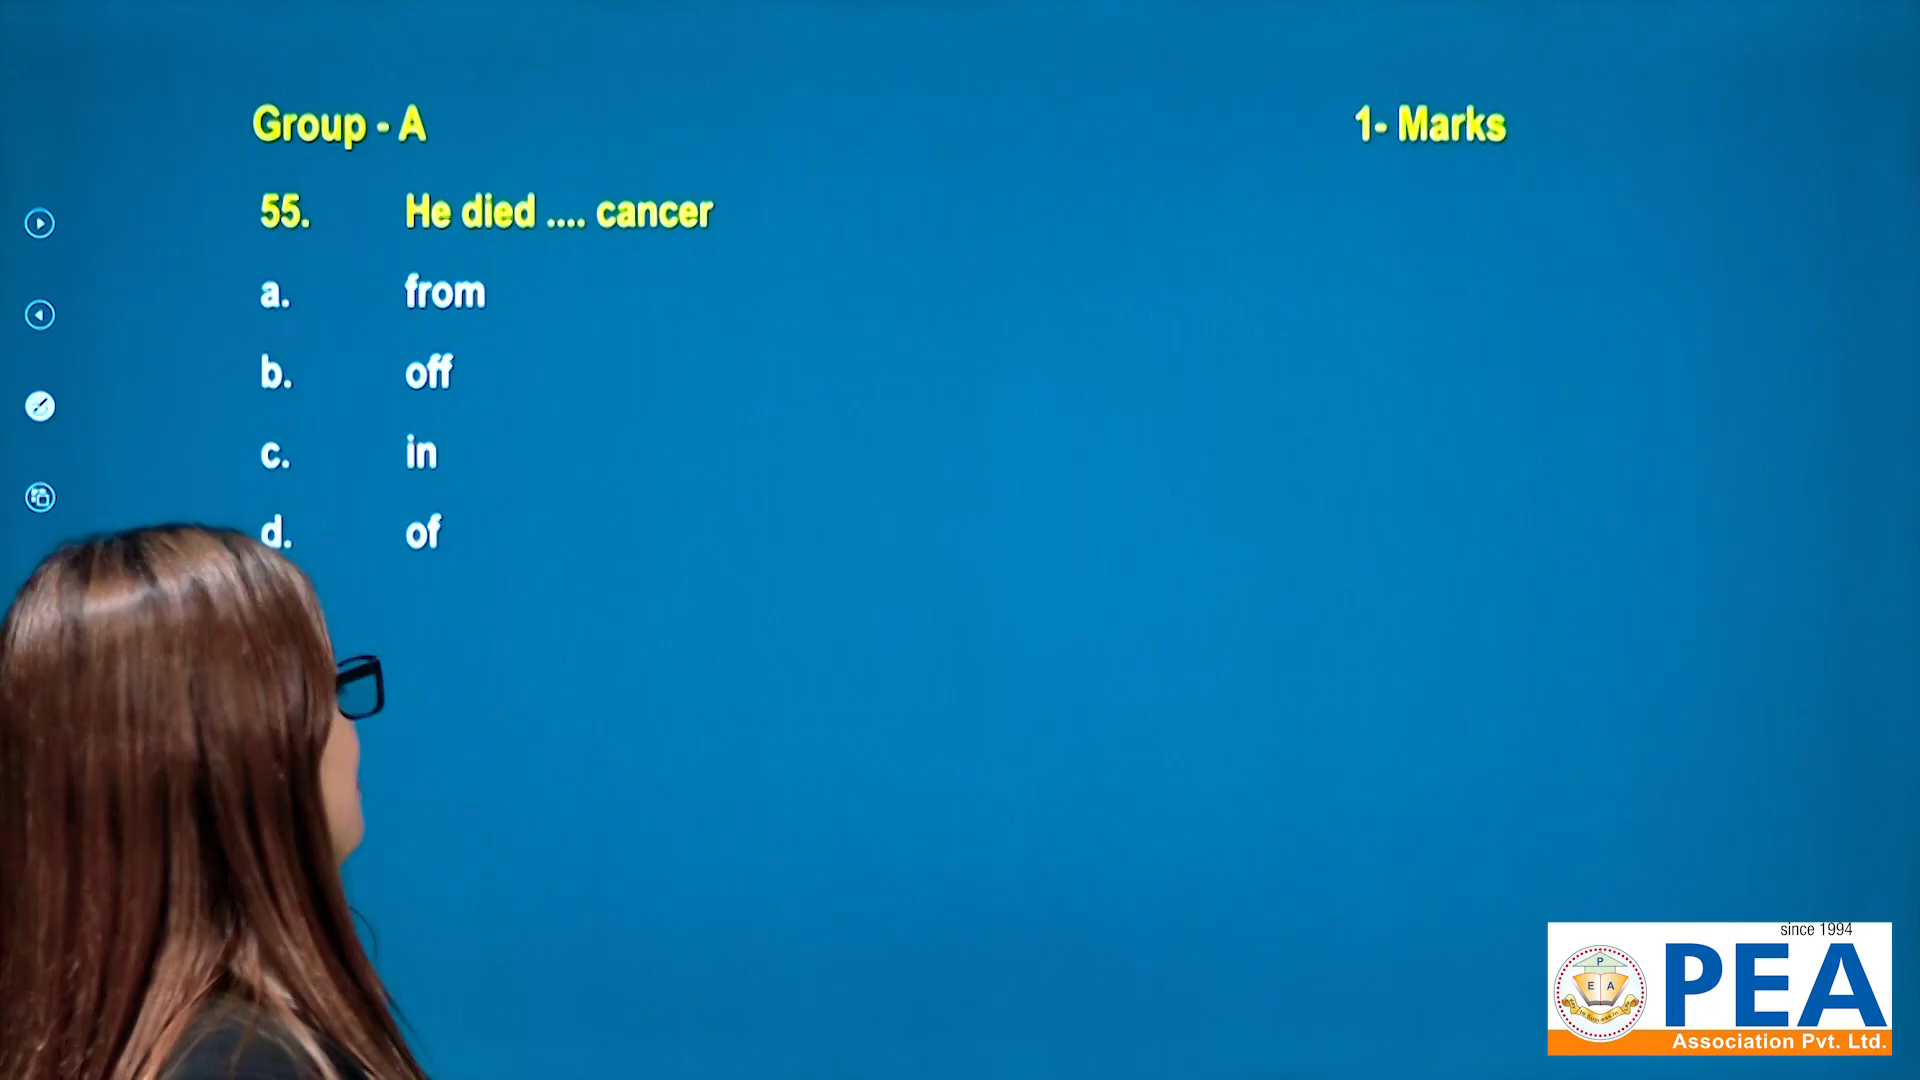 Group - A
1- Marks
55. He died .... cancer
a. from
b. off
c. in
d. of
since 1994
P
E A
PEA
Association Pvt. Ltd.